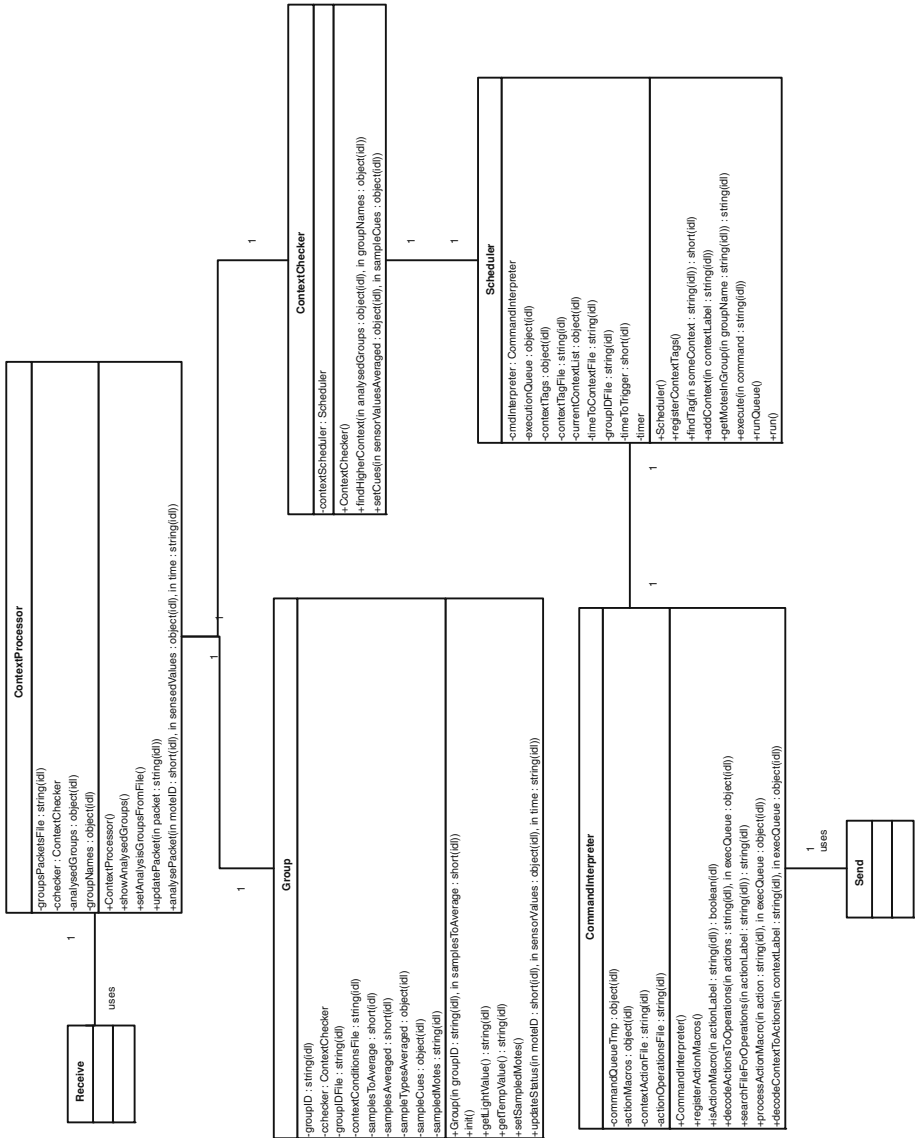 Receive
1
uses
1
ContextProcessor
-groupsPacketsFile : string(idl)
-cchecker : ContextChecker
-analysedGroups : object(idl)
-groupNames : object(idl)
+ContextProcessor()
+showAnalysedGroups()
+setAnalysisGroupsFromFile()
+updatePacket(in packet : string(idl))
+analysePacket(in moteID : short(idl), in sensedValues : object(idl), in time : string(idl))
1
1
1
1
Group
-groupID : string(idl)
-cchecker : ContextChecker
-groupIDFile : string(idl)
-contextConditionsFile : string(idl)
-samplesToAverage : short(idl)
-samplesAveraged : short(idl)
-sampleTypesAveraged : object(idl)
-sampleCues : object(idl)
-sampledMotes : string(idl)
+Group(in groupID : string(idl), in samplesToAverage : short(idl))
+init()
+getLightValue() : string(idl)
+getTempValue() : string(idl)
+setSampledMotes()
+updateStatus(in moteID : short(idl), in sensorValues : object(idl), in time : string(idl))
ContextChecker
-contextScheduler : Scheduler
+ContextChecker()
+findHigherContext(in analysedGroups : object(idl), in groupNames : object(idl))
+setCues(in sensorValuesAveraged : object(idl), in sampleCues : object(idl))
1
1
Scheduler
-cmdInterpreter : CommandInterpreter
-executionQueue : object(idl)
-contextTags : object(idl)
-contextTagFile : string(idl)
-currentContextList : object(idl)
-timeToContextFile : string(idl)
-groupIDFile : string(idl)
-timeToTrigger : short(idl)
-timer
+Scheduler()
+registerContextTags()
+findTag(in someContext : string(idl)) : short(idl)
+addContext(in contextLabel : string(idl))
+getMotesInGroup(in groupName : string(idl)) : string(idl)
+execute(in command : string(idl))
+runQueue()
+run()
1
1
CommandInterpreter
-commandQueueTmp : object(idl)
-actionMacros : object(idl)
-contextActionFile : string(idl)
-actionOperationsFile : string(idl)
+CommandInterpreter()
+registerActionMacros()
+isActionMacro(in actionLabel : string(idl)) : boolean(idl)
+decodeActionsToOperations(in actions : string(idl), in execQueue : object(idl))
+searchFileForOperations(in actionLabel : string(idl)) : string(idl)
+processActionMacro(in action : string(idl), in execQueue : object(idl))
+decodeContextToActions(in contextLabel : string(idl), in execQueue : object(idl))
1
uses
Send